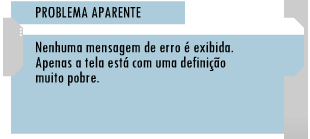 PROBLEMA APARENTE
Nenhuma mensagem de erro é exibida.
Apenas a tela está com uma definição
muito pobre.